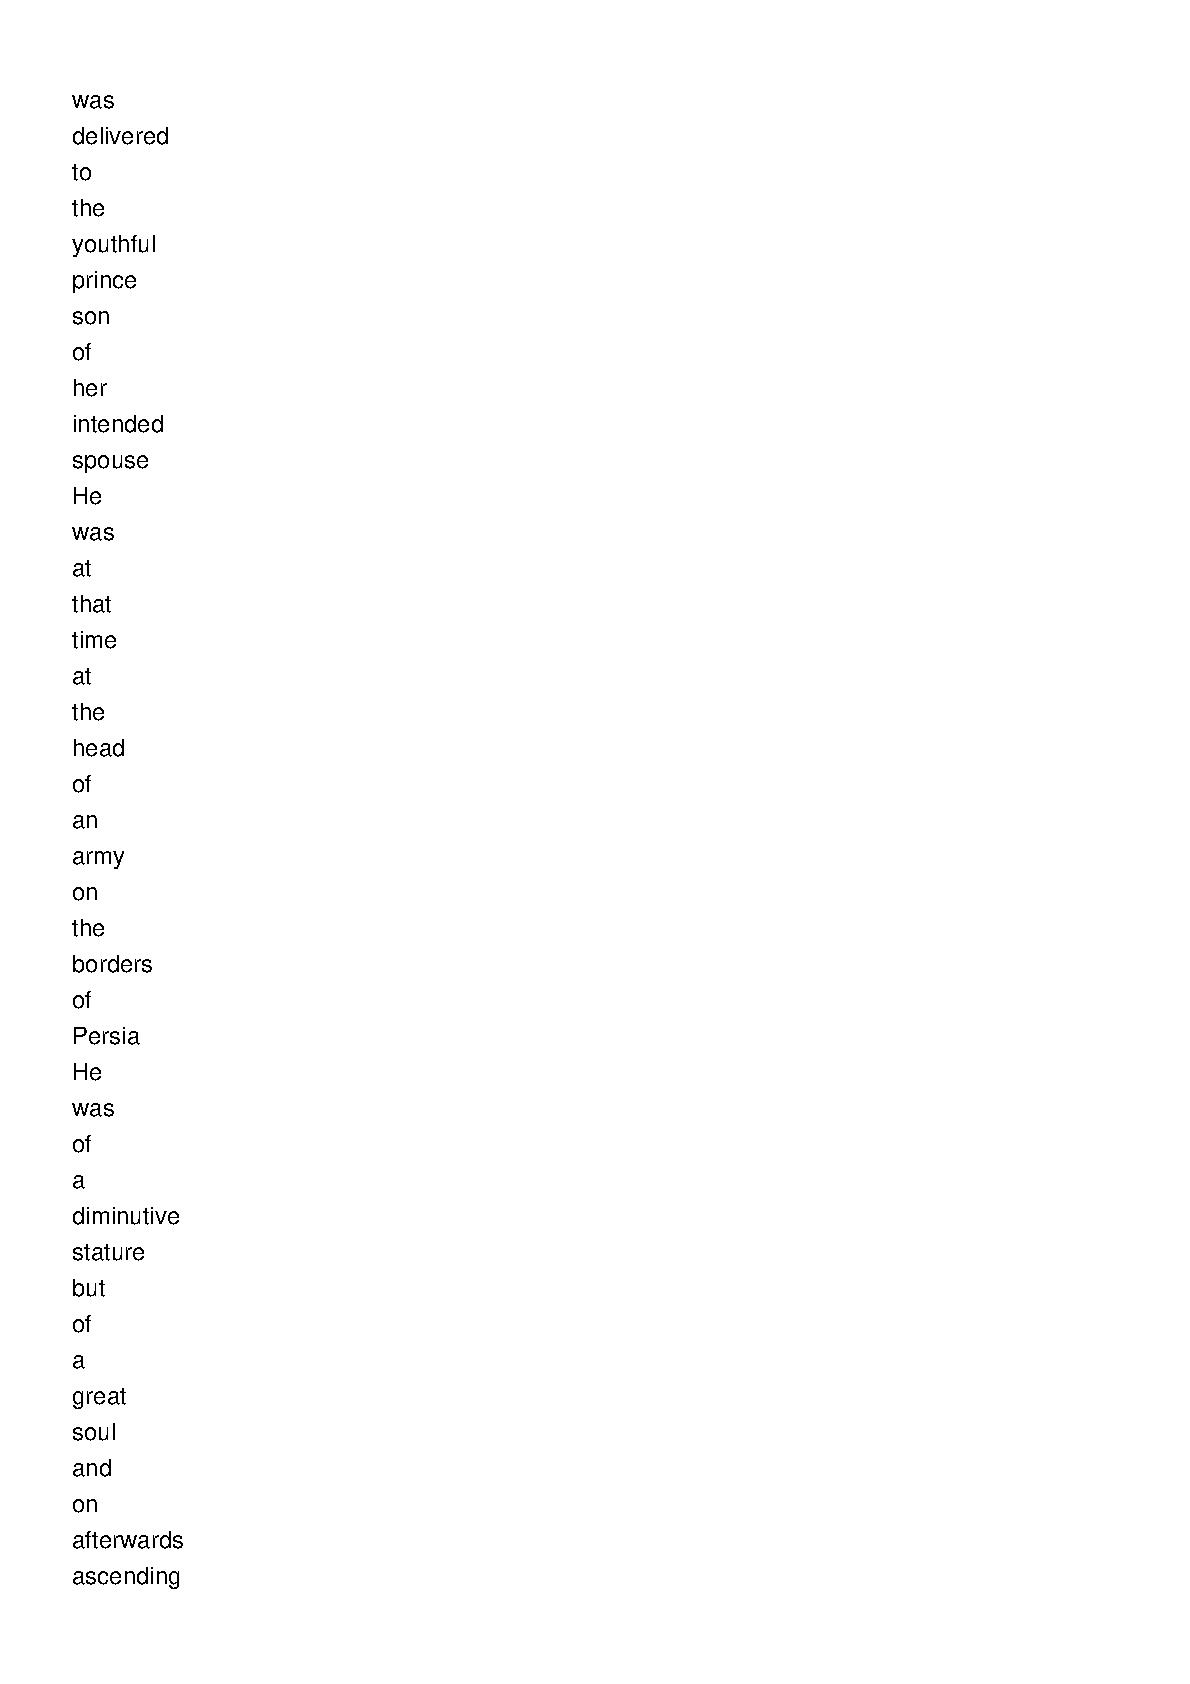 was
delivered
to
the
youthful
prince
son
of
her
intended
spouse
He
was
at
that
time
at
the
head
of
an
army
on
the
borders
of
Persia
He
was
of
a
diminutive
stature
but
of
a
great
soul
and
on
afterwards
ascending